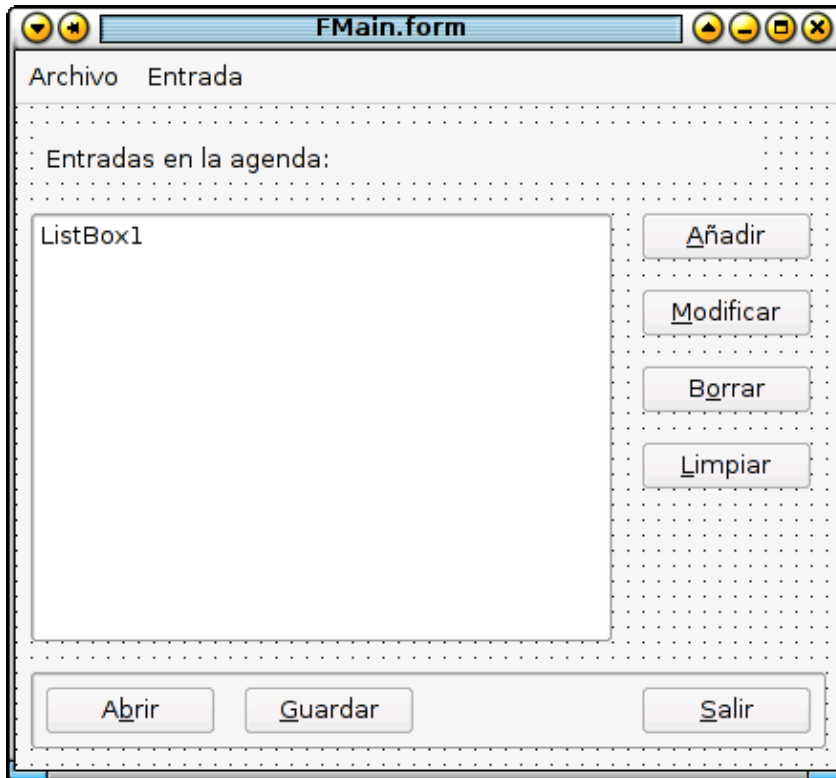 FMain.form
Archivo Entrada
Entradas en la agenda:
ListBox1
Añadir
Modificar
Borrar
Limpiar
Abrir Guardar Salir